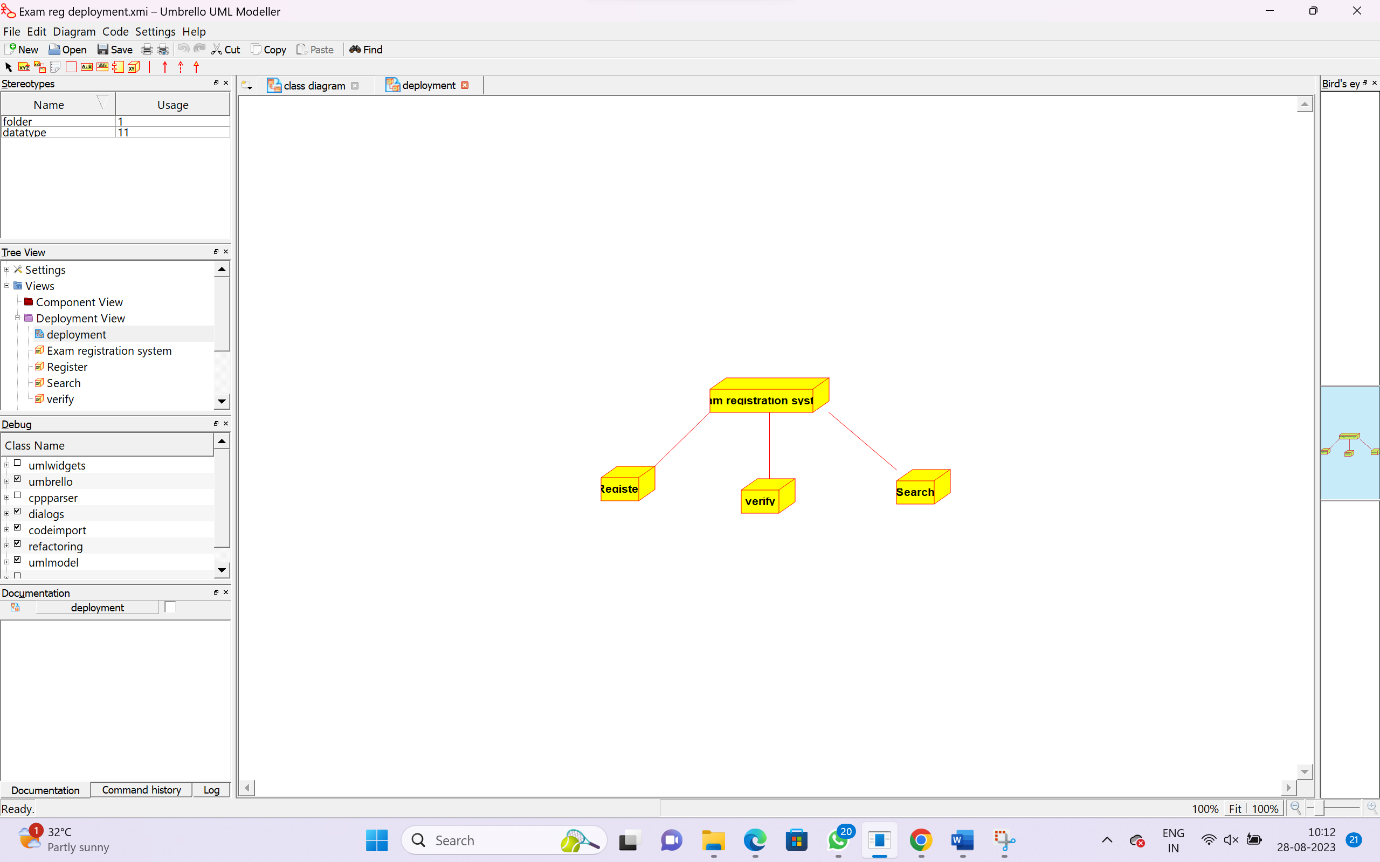 Exam reg deployment.xmi – Umbrello UML Modeller
File Edit Diagram Code Settings Help
New Open Save Cut Copy Paste Find
Stereotypes
Name Usage
folder 1
datatype 11
class diagram deployment
Bird's ey
Tree View
Settings
Views
Component View
Deployment View
deployment
Exam registration system
Register
Search
verify
m registration syst
Registe
verify
Search
Debug
Class Name
umlwidgets
umbrello
cppparser
dialogs
codeimport
refactoring
umlmodel
Documentation
deployment
Documentation Command history Log
Ready.
100% Fit 100%
1 32°C
Partly sunny
Search
20
ENG
IN
10:12
28-08-2023
21